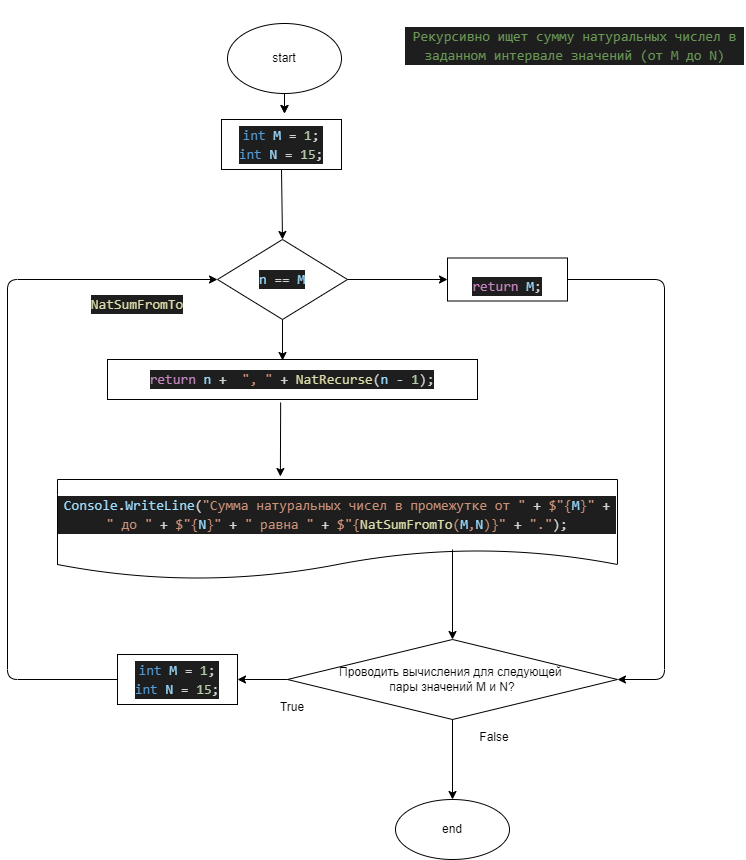 start
Рекурсивно ищет сумму натуральных числел в
заданном интервале значений (от M до N)
int M = 1;
int N = 15;
n == M
return M;
NatSumFromTo
return n +  ", " + NatRecurse(n - 1);
Console.WriteLine("Сумма натуральных чисел в промежутке от " + $"{M}" +
" до " + $"{N}" + " равна " + $"{NatSumFromTo(M,N)}" + ".");
int M = 1;
int N = 15;
Проводить вычисления для следующей
пары значений M и N?
True
False
end